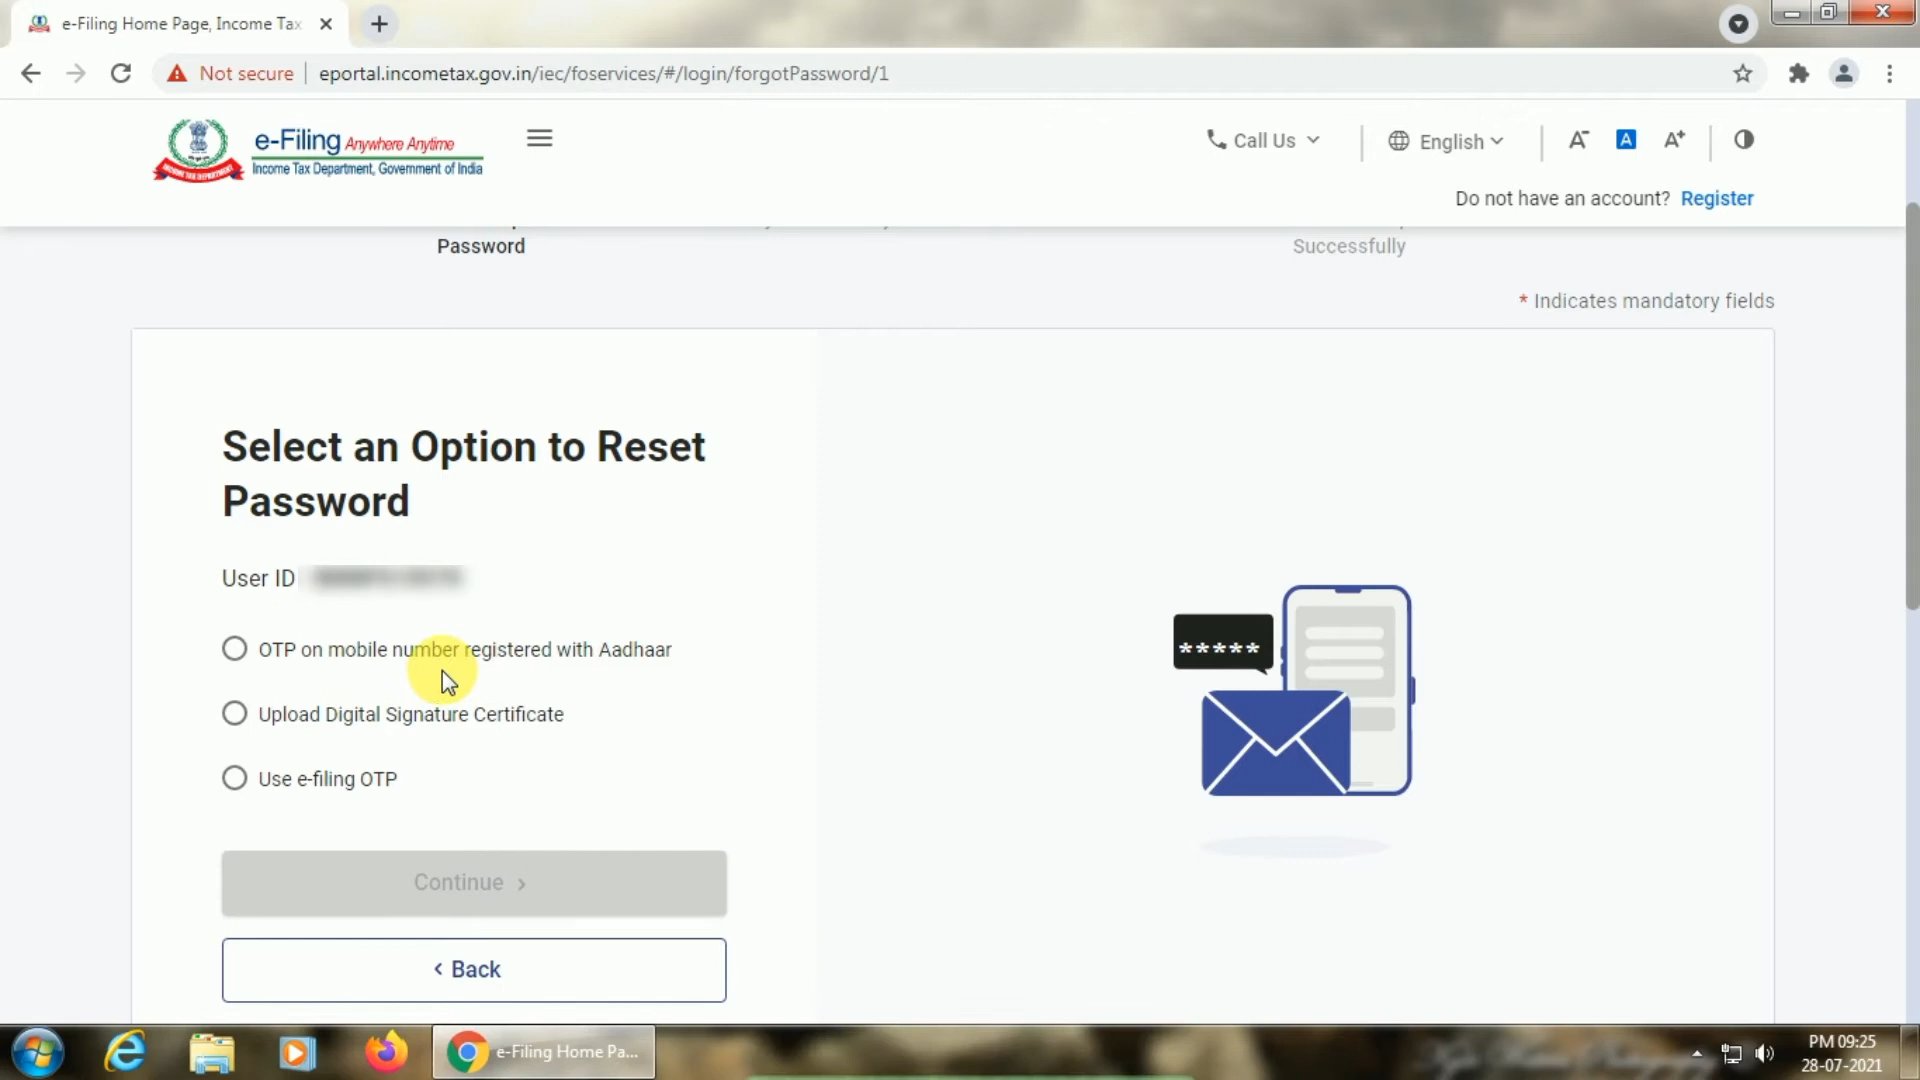 e-Filing Home Page, Income Tax
Not secure
eportal.incometax.gov.in/iec/foservices/#/login/forgotPassword/1
e-Filing Anywhere Anytime
Income Tax Department, Government of India
Call Us
English
A-
A
A+
Do not have an account? Register
Password
Successfully
* Indicates mandatory fields
Select an Option to Reset
Password
User ID
OTP on mobile number registered with Aadhaar
Upload Digital Signature Certificate
Use e-filing OTP
*****
Continue >
< Back
e-Filing Home Pa...
PM 09:25
28-07-2021